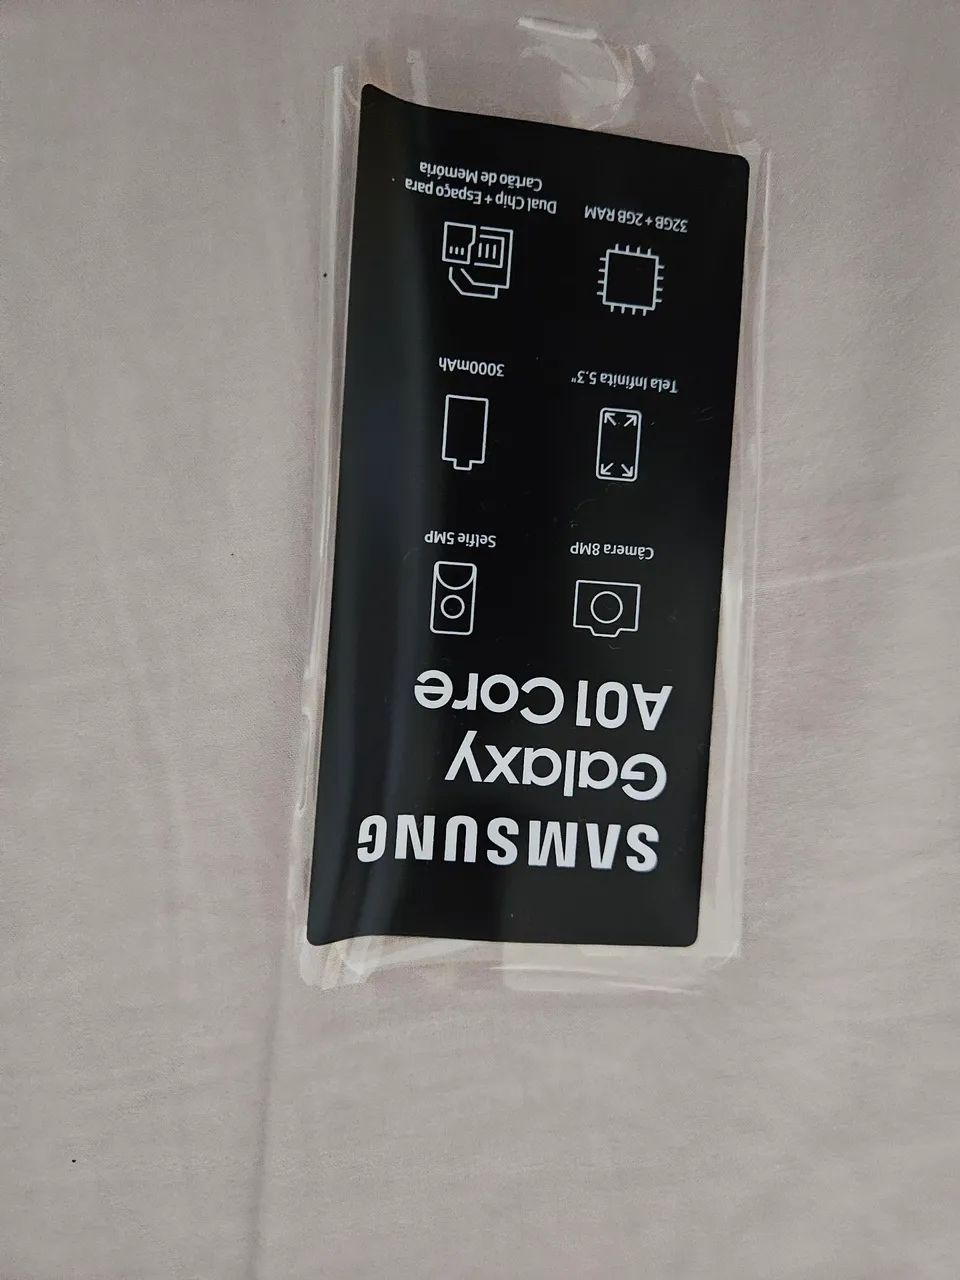 SAMSUNG
Galaxy
A01 Core
Câmera 8MP
Selfie 5MP
Tela Infinita 5.3"
3000mAh
32GB + 2GB RAM
Dual Chip + Espaço para
Cartão de Memória